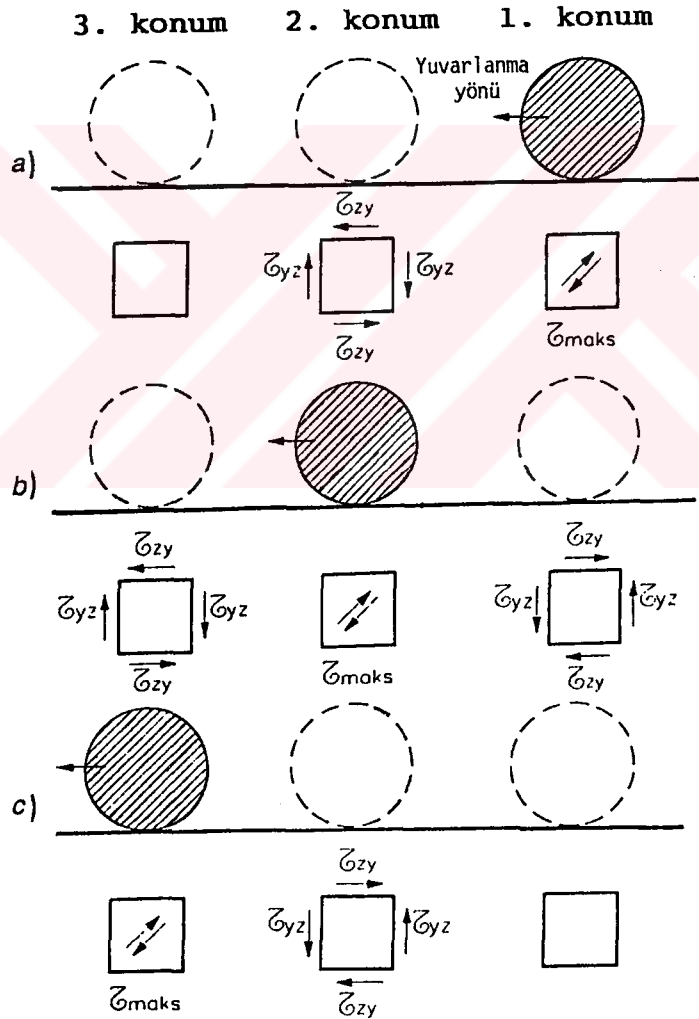 3. konum 2. konum 1. konum
Yuvarlanma
yönü
a)
τzy
τyz τyz
τzy
τmaks
b)
τzy τzy
τyz τyz τyz τyz
τmaks
τzy τzy
c)
τzy
τyz τyz
τmaks τzy